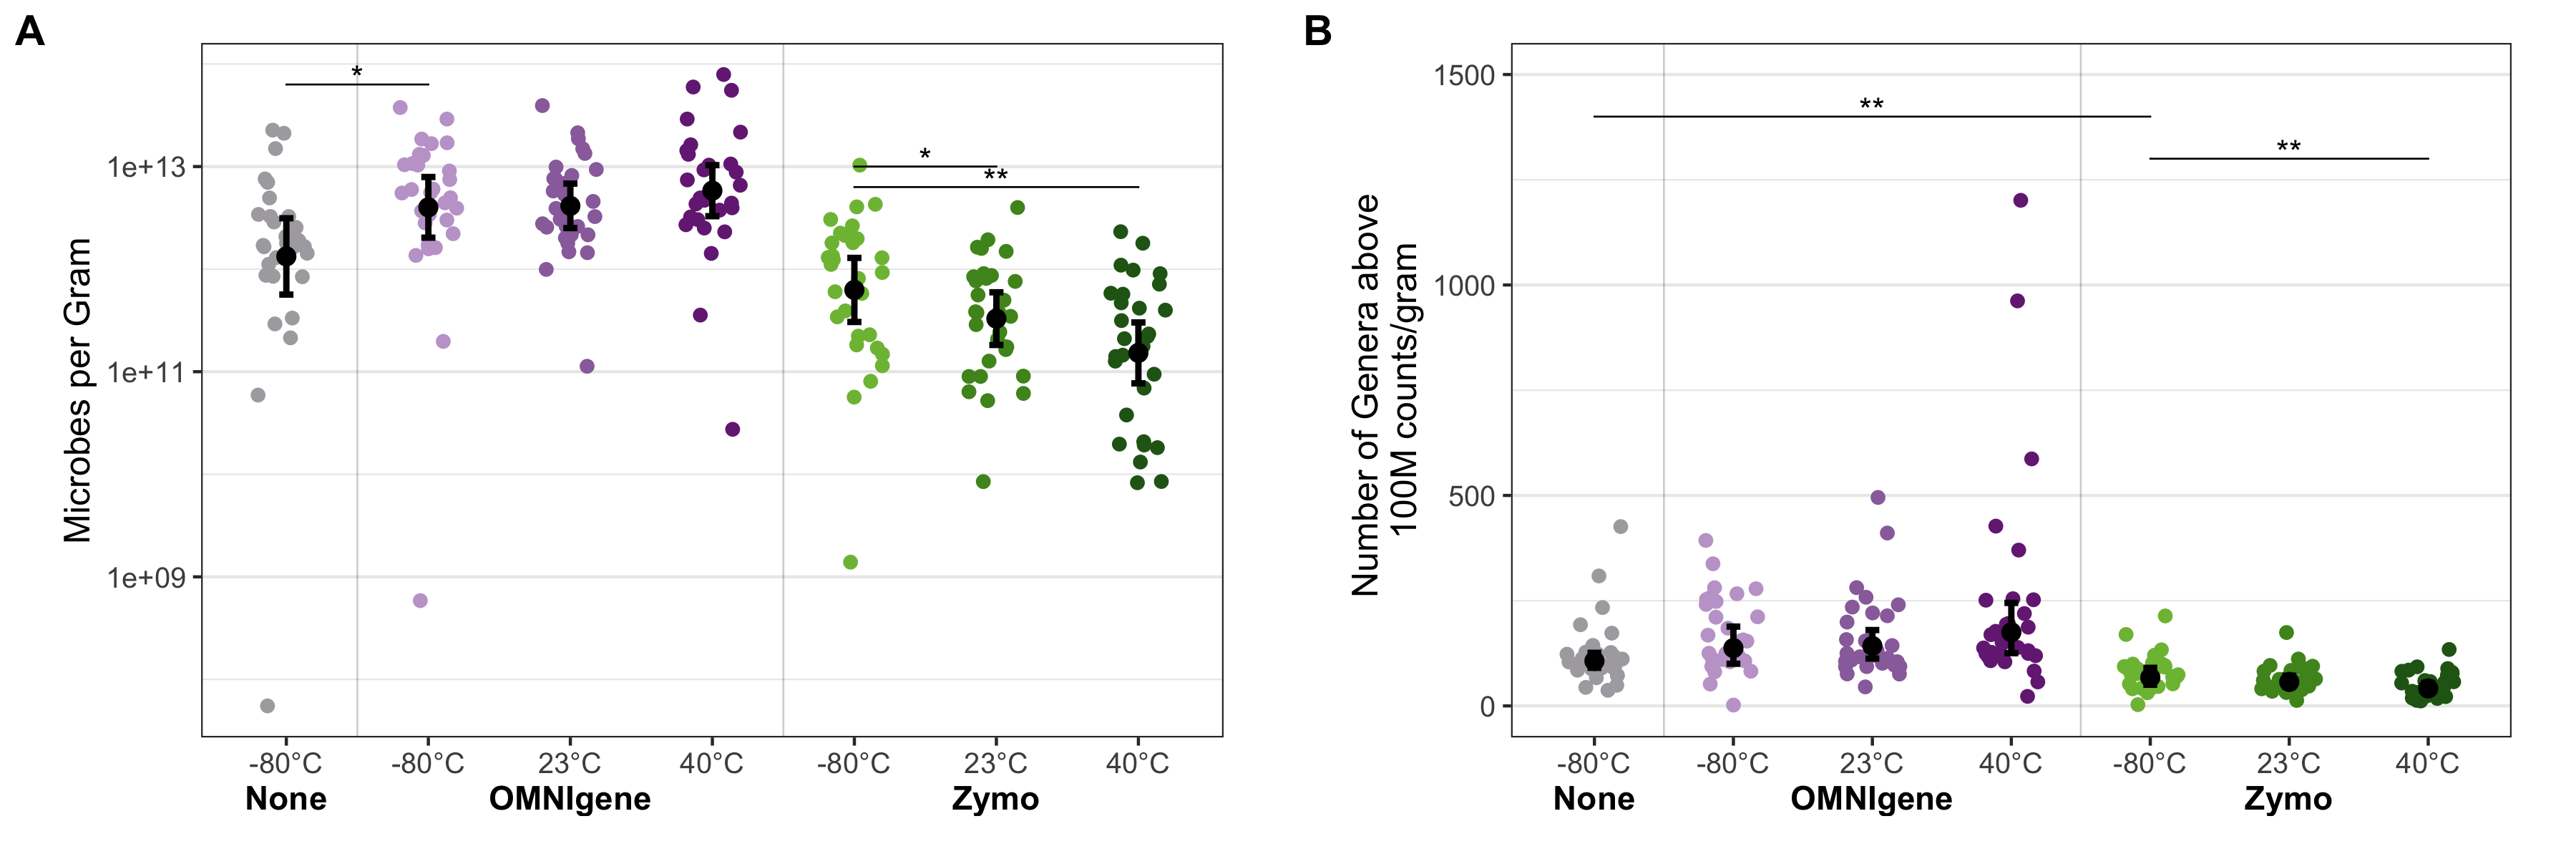 A
Microbes per Gram
1e+13
1e+11
1e+09
*
*
**
-80°C
-80°C
23°C
40°C
-80°C
23°C
40°C
None
OMNIgene
Zymo
B
Number of Genera above
100M counts/gram
1500
1000
500
0
**
**
-80°C
-80°C
23°C
40°C
-80°C
23°C
40°C
None
OMNIgene
Zymo